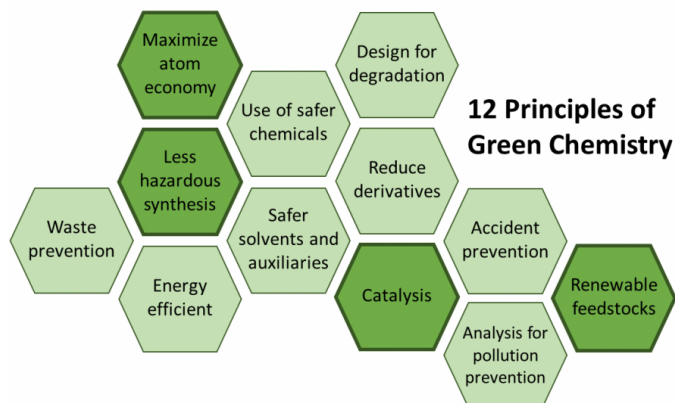 12 Principles of
Green Chemistry
Maximize
atom
economy
Design for
degradation
Use of safer
chemicals
Less
hazardous
synthesis
Reduce
derivatives
Waste
prevention
Safer
solvents and
auxiliaries
Accident
prevention
Energy
efficient
Catalysis
Renewable
feedstocks
Analysis for
pollution
prevention